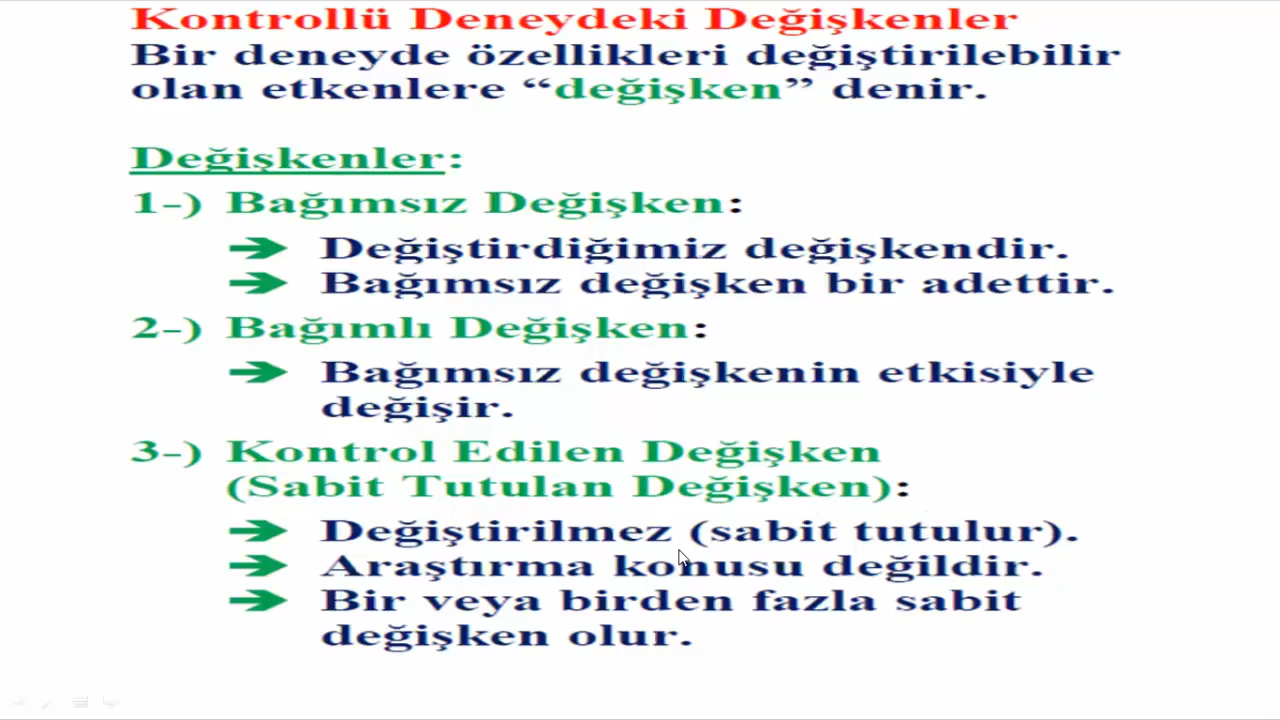 Kontrollü Deneydeki Değişkenler
Bir deneyde özellikleri değiştirilebilir
olan etkenlere “değişken” denir.
Değişkenler:
1-) Bağımsız Değişken:
➔ Değiştirdiğimiz değişkendir.
➔ Bağımsız değişken bir adettir.
2-) Bağımlı Değişken:
➔ Bağımsız değişkenin etkisiyle
değişir.
3-) Kontrol Edilen Değişken
(Sabit Tutulan Değişken):
➔ Değiştirilmez (sabit tutulur).
➔ Araştırma konusu değildir.
➔ Bir veya birden fazla sabit
değişken olur.